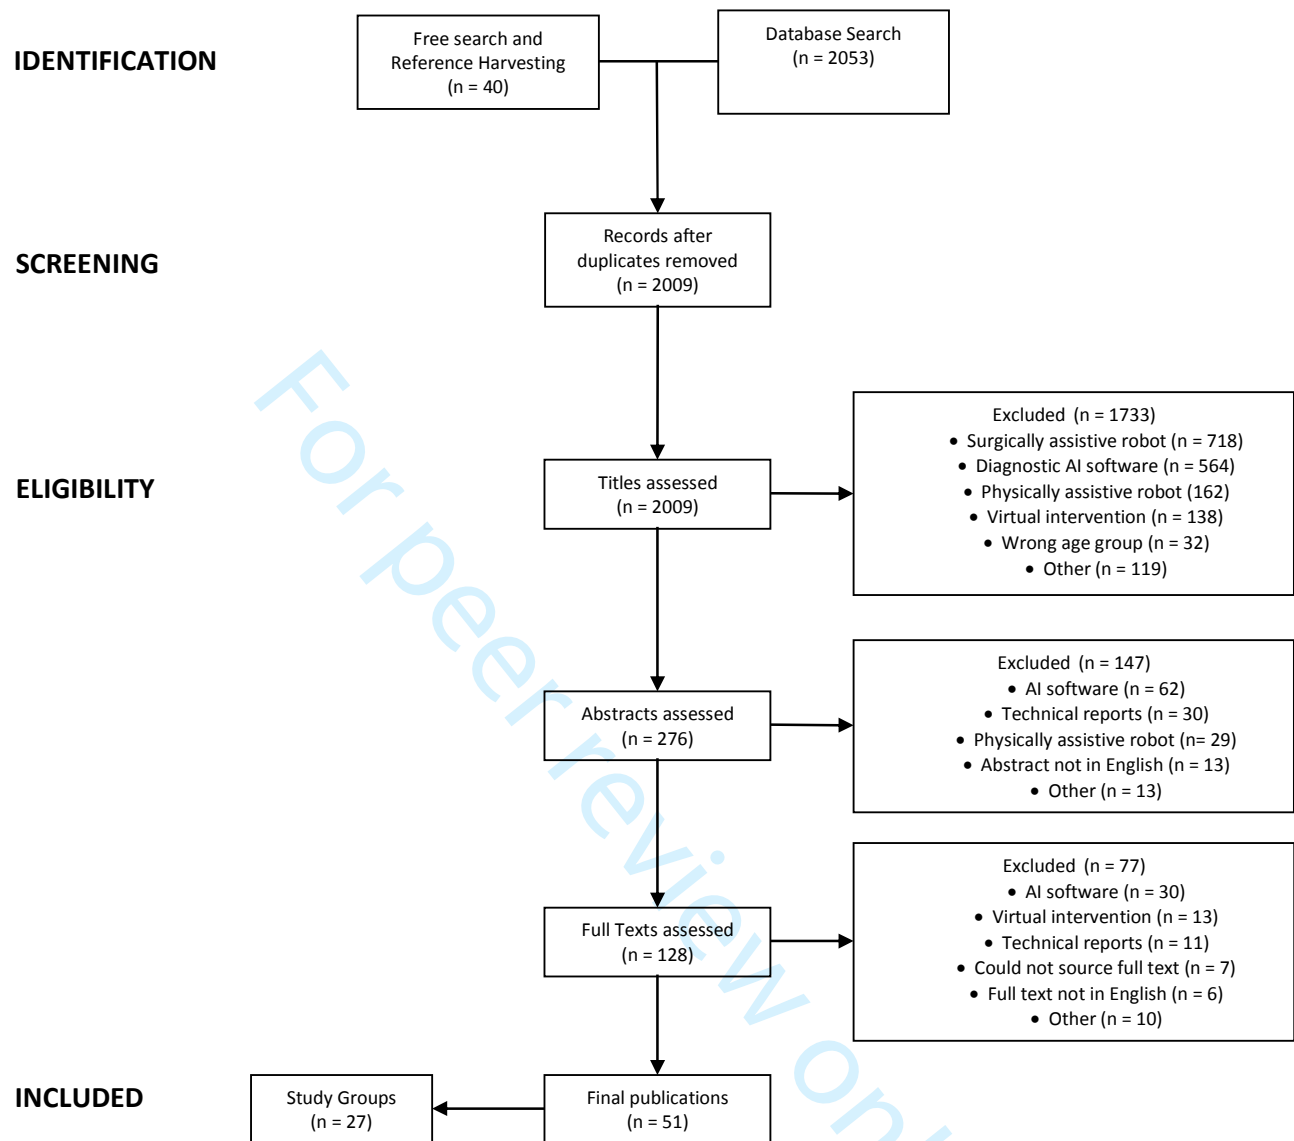 IDENTIFICATION
Free search and
Reference Harvesting
(n = 40)
Database Search
(n = 2053)
SCREENING
Records after
duplicates removed
(n = 2009)
ELIGIBILITY
Titles assessed
(n = 2009)
Excluded (n = 1733)
• Surgically assistive robot (n = 718)
• Diagnostic AI software (n = 564)
• Physically assistive robot (162)
• Virtual intervention (n = 138)
• Wrong age group (n = 32)
• Other (n = 119)
Abstracts assessed
(n = 276)
Excluded (n = 147)
• AI software (n = 62)
• Technical reports (n = 30)
• Physically assistive robot (n= 29)
• Abstract not in English (n = 13)
• Other (n = 13)
Full Texts assessed
(n = 128)
Excluded (n = 77)
• AI software (n = 30)
• Virtual intervention (n = 13)
• Technical reports (n = 11)
• Could not source full text (n = 7)
• Full text not in English (n = 6)
• Other (n = 10)
INCLUDED
Study Groups
(n = 27)
Final publications
(n = 51)
For peer review on